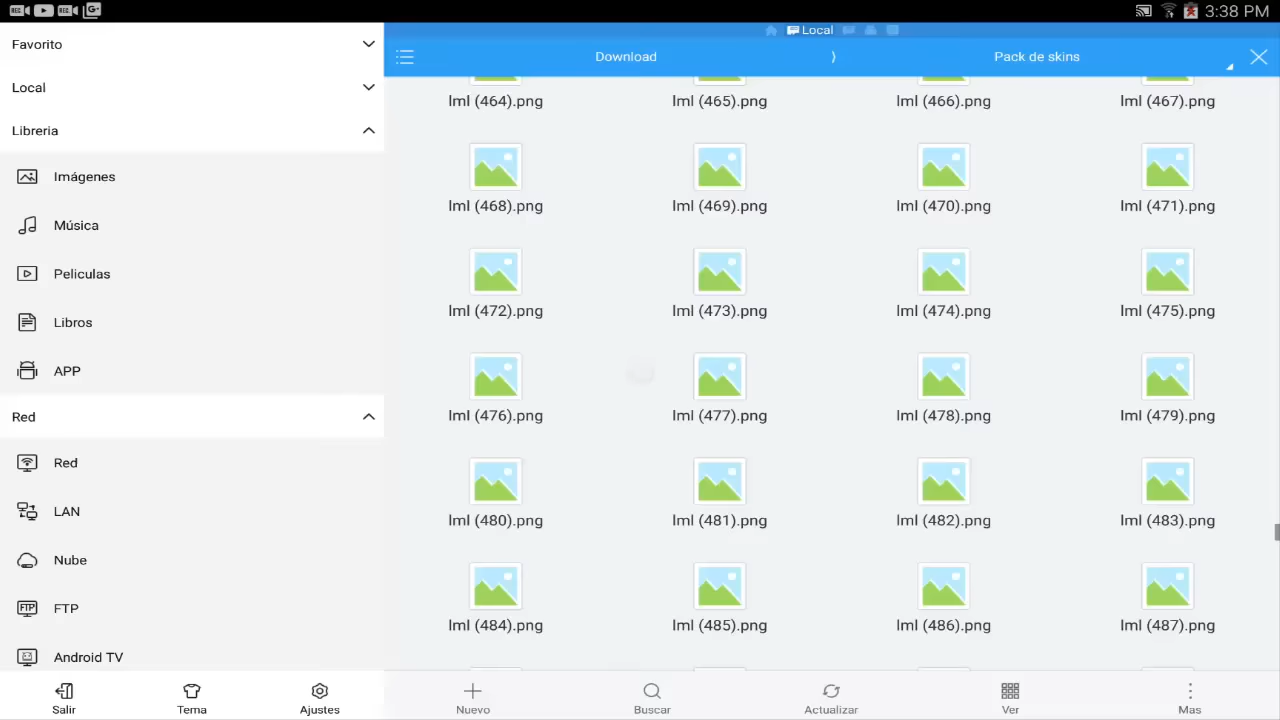 REC REC G+ 3:38 PM
Favorito
Local
Libreria
Imágenes
Música
Peliculas
Libros
APP
Red
Red
LAN
Nube
FTP
Android TV
Salir Tema Ajustes
Local
Download Pack de skins
lml (464).png lml (465).png lml (466).png lml (467).png
lml (468).png lml (469).png lml (470).png lml (471).png
lml (472).png lml (473).png lml (474).png lml (475).png
lml (476).png lml (477).png lml (478).png lml (479).png
lml (480).png lml (481).png lml (482).png lml (483).png
lml (484).png lml (485).png lml (486).png lml (487).png
Nuevo Buscar Actualizar Ver Mas